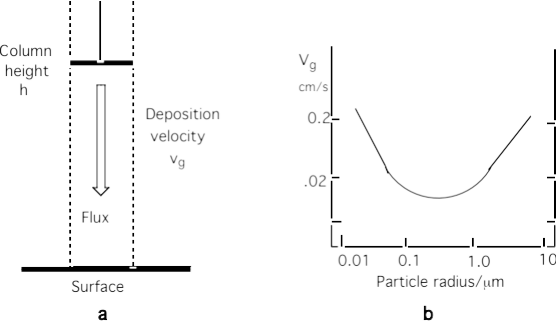 Column
height
h
Deposition
velocity
vg
Flux
Surface
a
Vg
cm/s
0.2
.02
0.01 0.1 1.0 10
Particle radius/μm
b